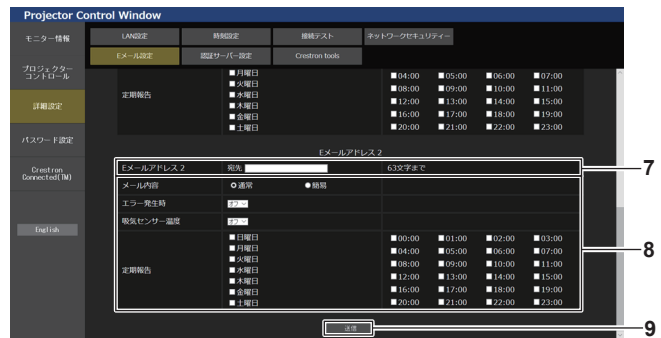 Projector Control Window
モニター情報
LAN設定 時刻設定 接続テスト ネットワークセキュリティー
Eメール設定 認証サーバー設定 Crestron tools
プロジェクター
コントロール
詳細設定
パスワード設定
Crestron
Connected(TM)
English
定期報告
■月曜日
■火曜日
■水曜日
■木曜日
■金曜日
■土曜日
■04:00 ■05:00 ■06:00 ■07:00
■08:00 ■09:00 ■10:00 ■11:00
■12:00 ■13:00 ■14:00 ■15:00
■16:00 ■17:00 ■18:00 ■19:00
■20:00 ■21:00 ■22:00 ■23:00
Eメールアドレス 2
Eメールアドレス 2 宛先 63文字まで
7
メール内容 通常 簡易
エラー発生時 オフ
吸気センサー温度 オフ
定期報告
■日曜日
■月曜日
■火曜日
■水曜日
■木曜日
■金曜日
■土曜日
■00:00 ■01:00 ■02:00 ■03:00
■04:00 ■05:00 ■06:00 ■07:00
■08:00 ■09:00 ■10:00 ■11:00
■12:00 ■13:00 ■14:00 ■15:00
■16:00 ■17:00 ■18:00 ■19:00
■20:00 ■21:00 ■22:00 ■23:00
8
送信
9